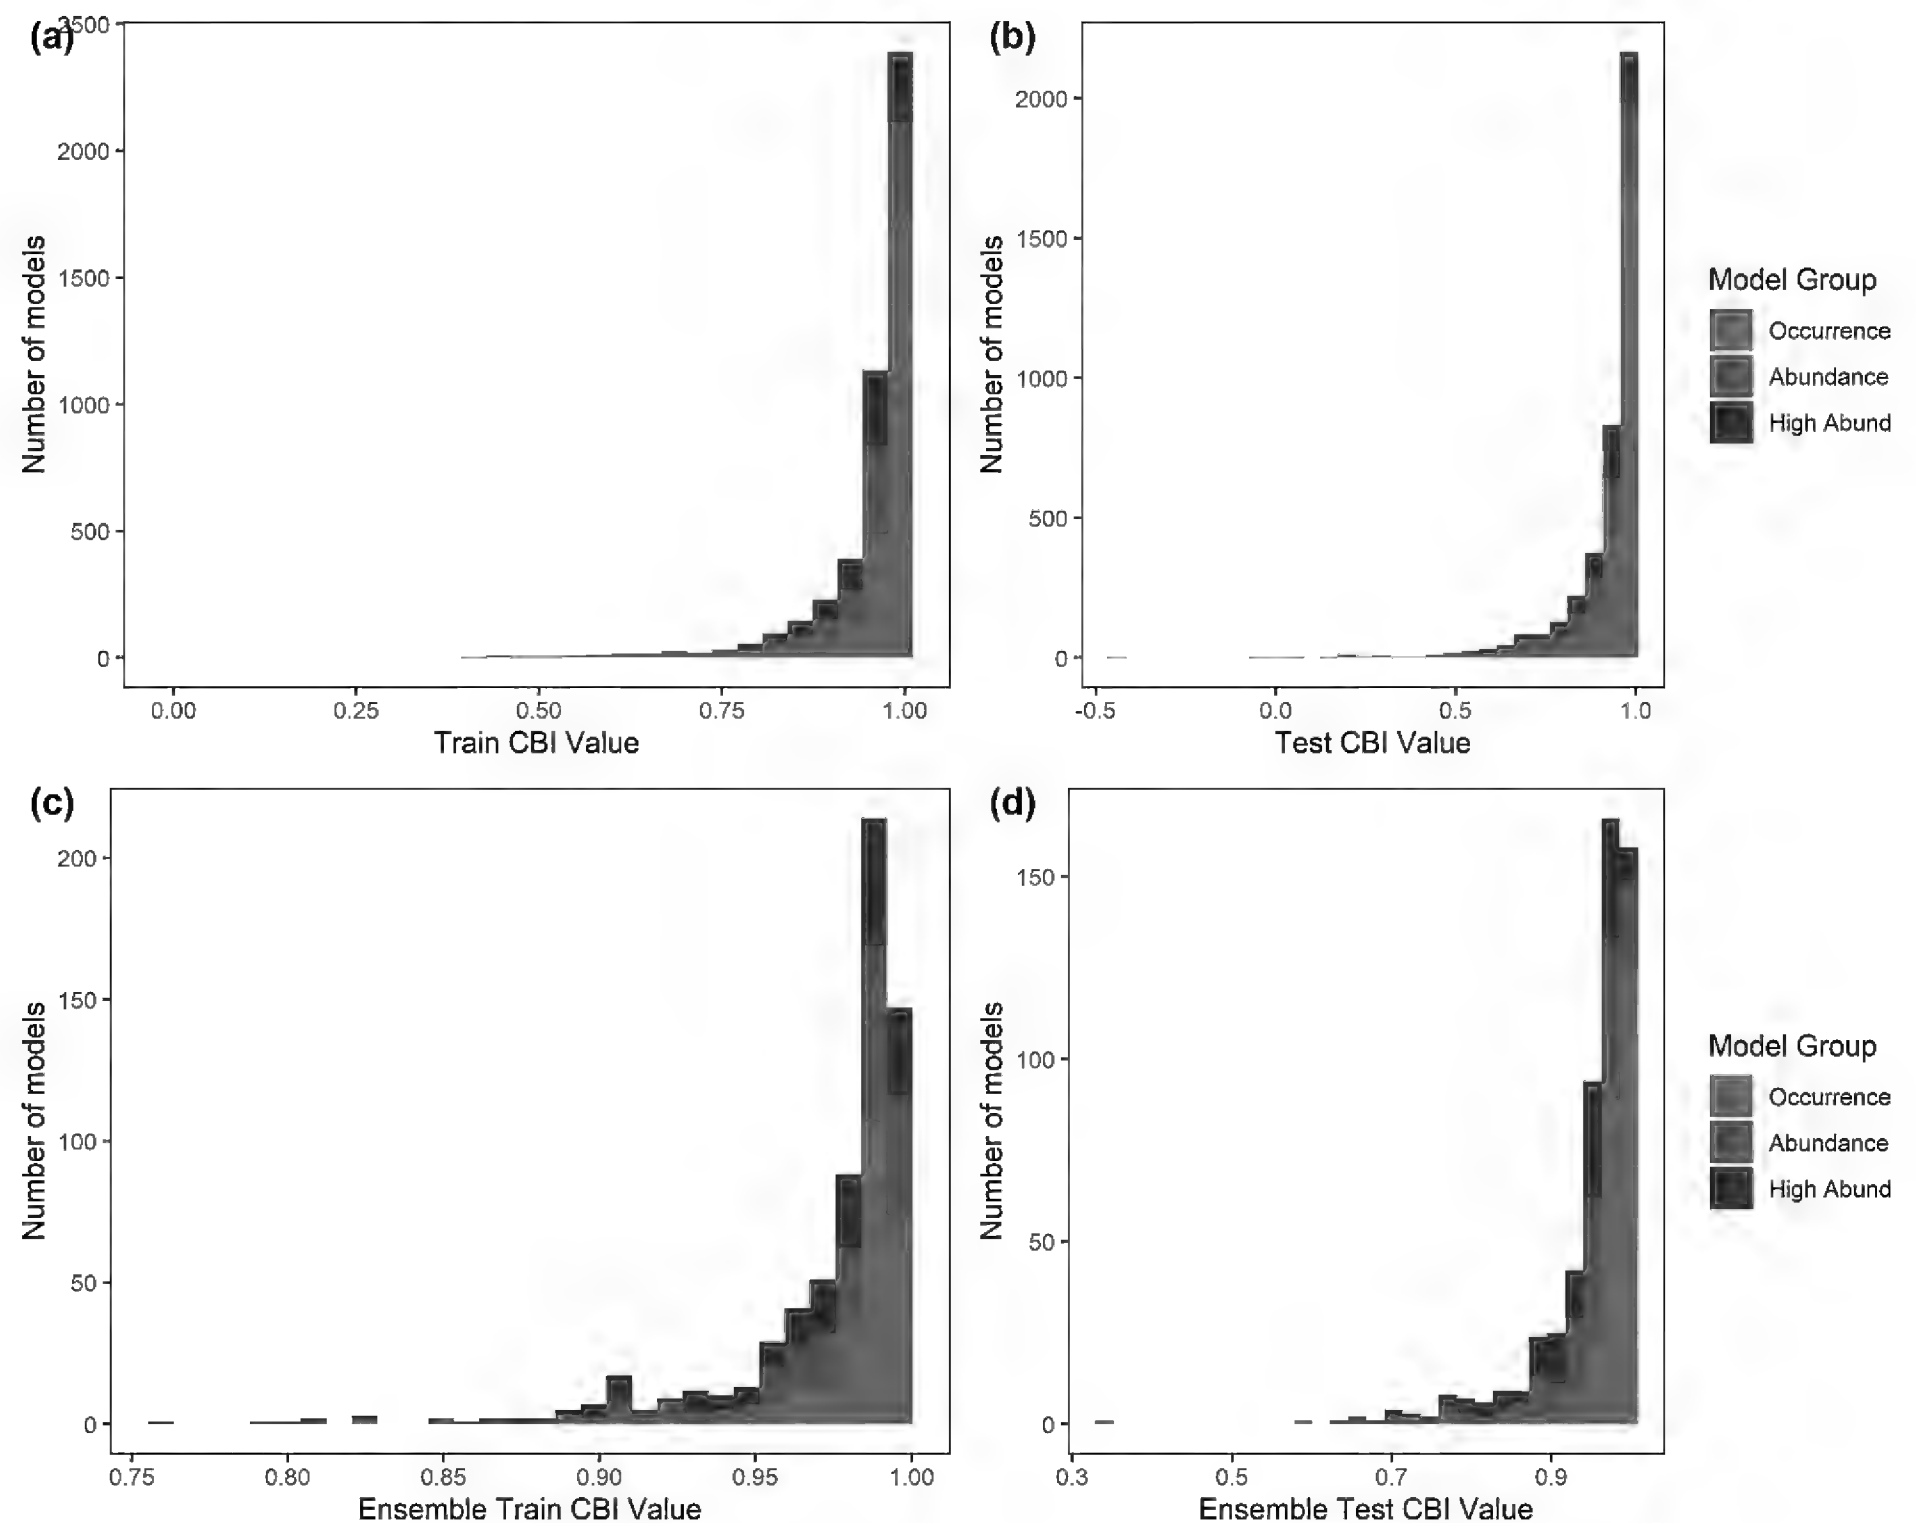 (a)
2500
2000
1500
1000
500
0
Number of models
0.00 0.25 0.50 0.75 1.00
Train CBI Value
(b)
2000
1500
1000
500
0
Number of models
-0.5 0.0 0.5 1.0
Test CBI Value
Model Group
Occurrence
Abundance
High Abund
(c)
200
150
100
50
0
Number of models
0.75 0.80 0.85 0.90 0.95 1.00
Ensemble Train CBI Value
(d)
150
100
50
0
Number of models
0.3 0.5 0.7 0.9
Ensemble Test CBI Value
Model Group
Occurrence
Abundance
High Abund